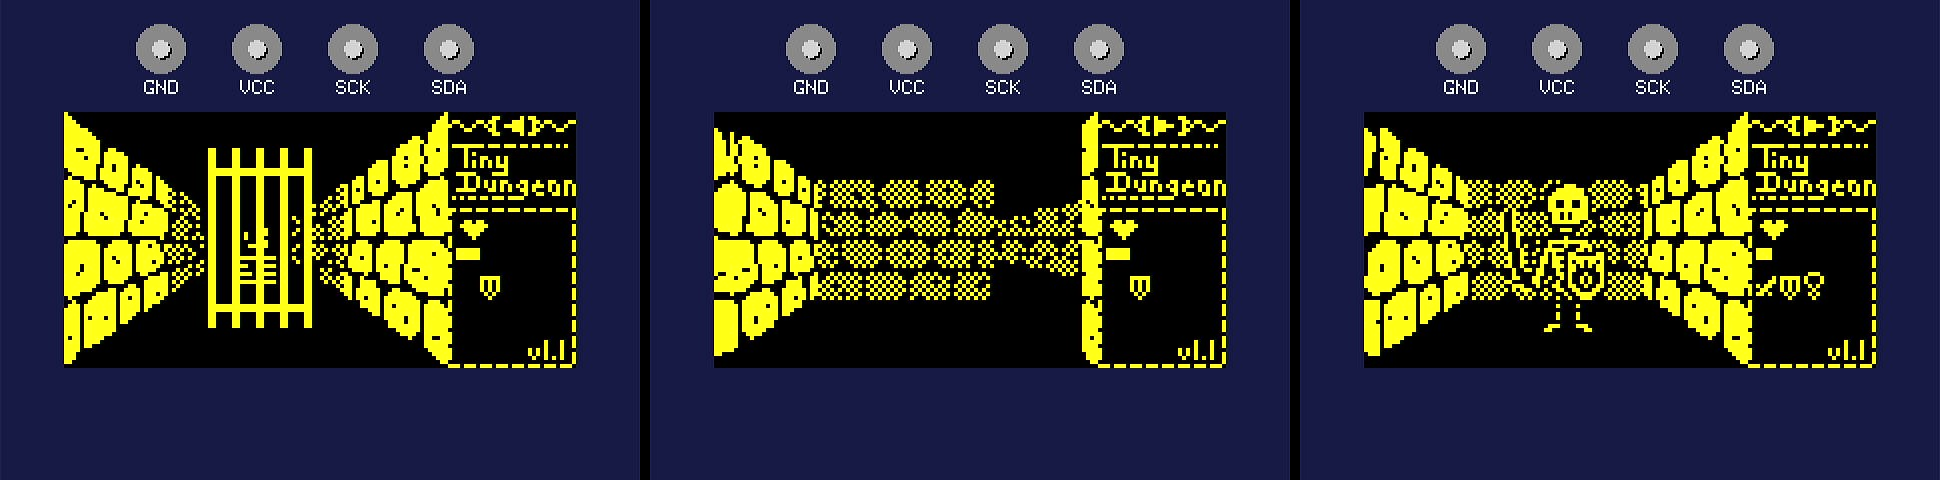 GND VCC SCK SDA
Tiny
Dungeon
v1.1
GND VCC SCK SDA
Tiny
Dungeon
v1.1
GND VCC SCK SDA
Tiny
Dungeon
v1.1